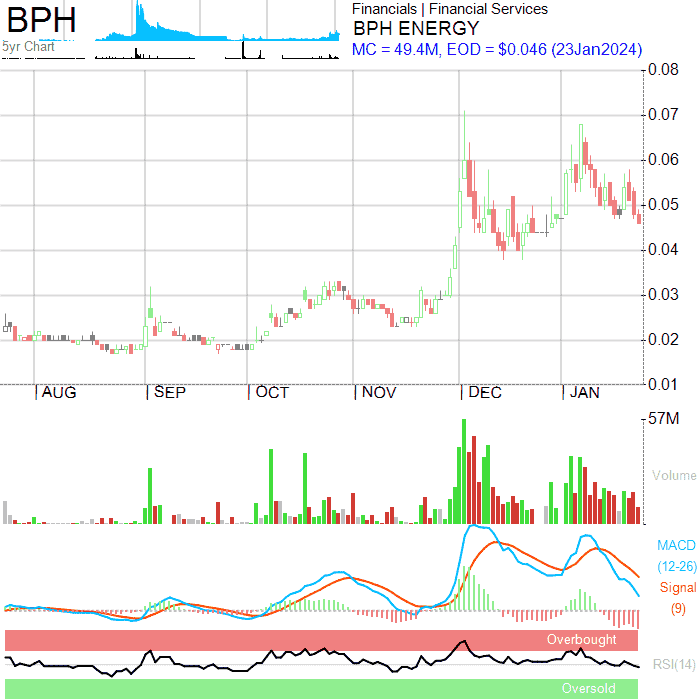 BPH
5yr Chart
Financials | Financial Services
BPH ENERGY
MC = 49.4M, EOD = $0.046 (23Jan2024)
0.08
0.07
0.06
0.05
0.04
0.03
0.02
0.01
AUG SEP OCT NOV DEC JAN
57M
Volume
MACD
(12-26)
Signal
(9)
Overbought
RSI(14)
Oversold